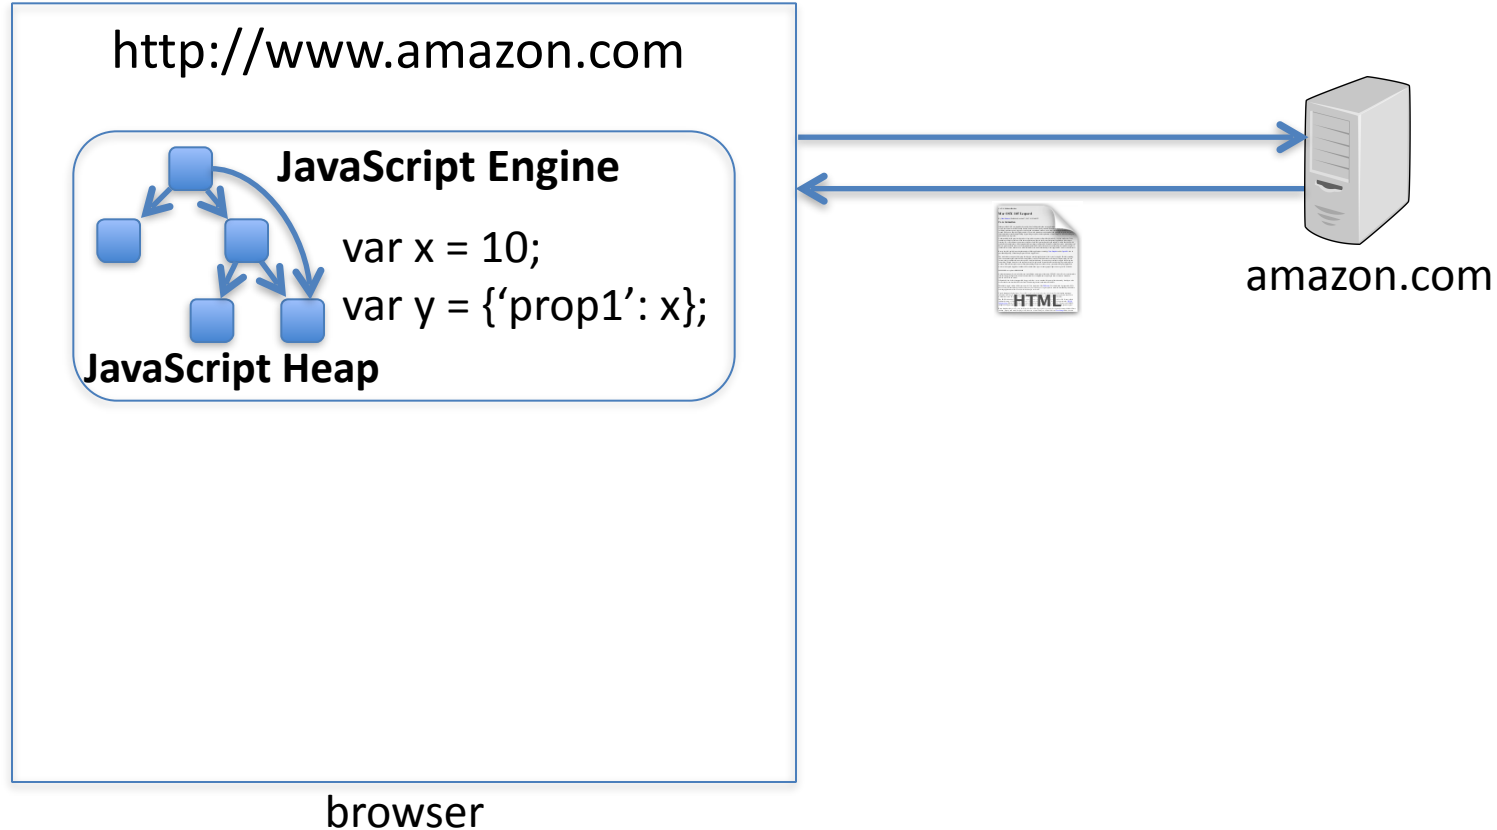 http://www.amazon.com
JavaScript Engine
var x = 10;
var y = {‘prop1’: x};
JavaScript Heap
HTML
amazon.com
browser